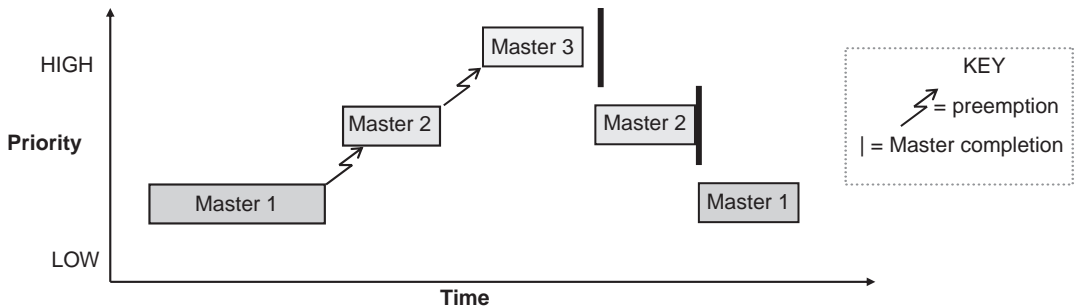 HIGH
Priority
LOW
Master 1
Master 2
Master 3
Master 2
Master 1
Time
KEY
= preemption
| = Master completion